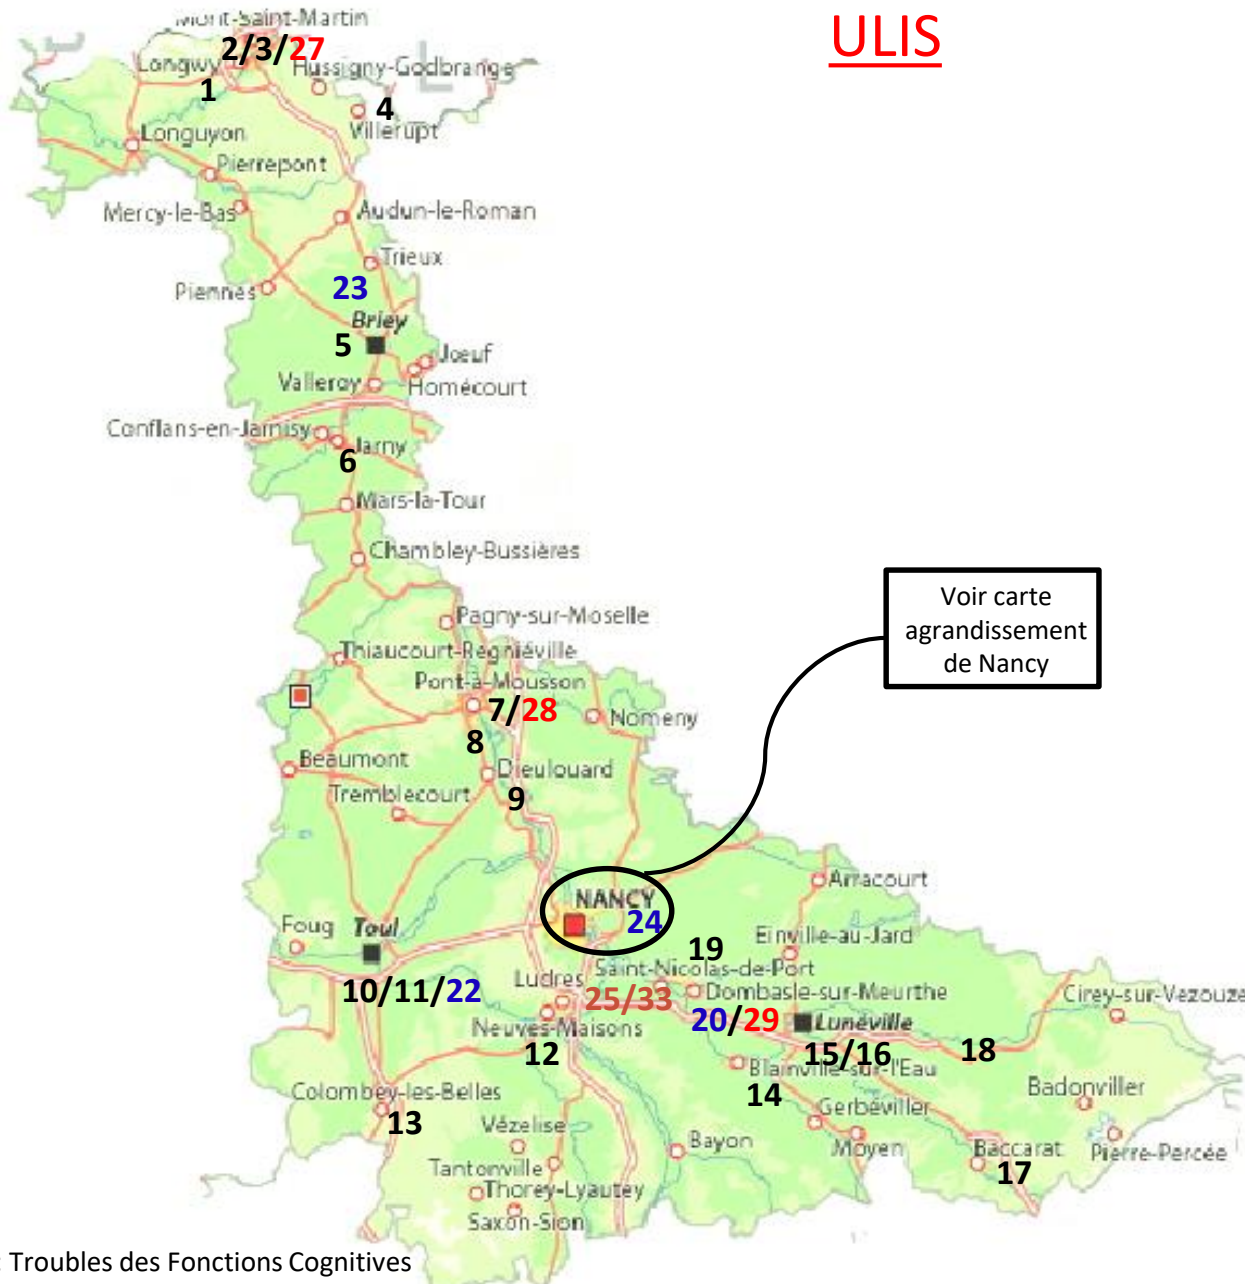 ULIS
Mont-Saint-Martin
2/3/27
Longwy
Hussigny-Godbrange
1
4
Villerupt
Longuyon
Pierrepont
Mercy-le-Bas
Audun-le-Roman
Trieux
23
Piennes
Briey
5
Jœuf
Valleroy
Homécourt
Conflans-en-Jarnisy
Jarny
6
Mars-la-Tour
Chambley-Bussières
Voir carte
agrandissement
de Nancy
Pagny-sur-Moselle
Thiaucourt-Regniéville
Pont-à-Mousson
7/28
Nomeny
8
Beaumont
Dieulouard
Tremblecourt
9
Arracourt
NANCY
24
Foug
Toul
19
Einville-au-Jard
Saint-Nicolas-de-Port
10/11/22
Ludres
25/33
Dombasle-sur-Meurthe
Cirey-sur-Vezouze
20/29
Lunéville
Neuves-Maisons
12
15/16
18
Blainville-sur-l'Eau
14
Badonviller
Colombey-les-Belles
13
Gerbéviller
Vézelise
Bayon
Moyen
Baccarat
Pierre-Percée
17
Tantonville
Thorey-Lyautey
Saxon-Sion
: Troubles des Fonctions Cognitives